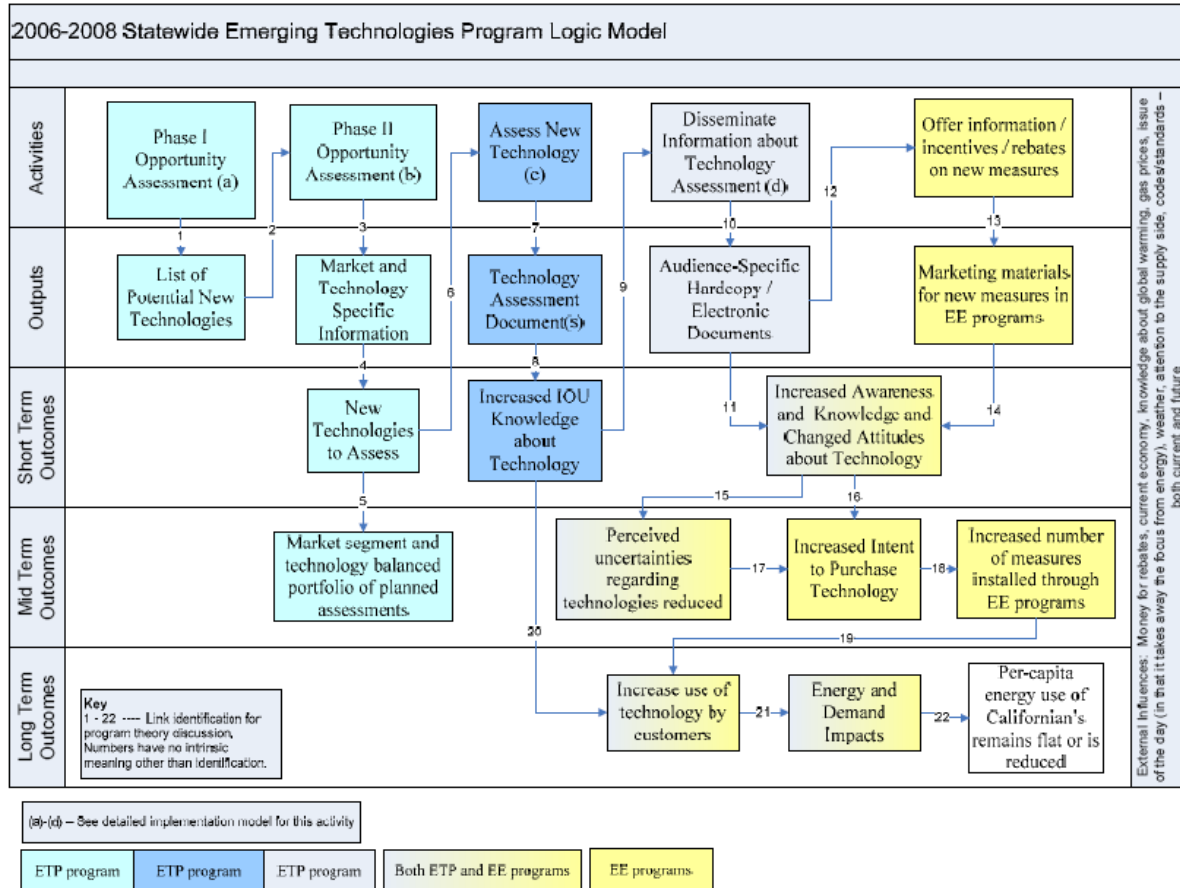 2006-2008 Statewide Emerging Technologies Program Logic Model
Activities
Phase I
Opportunity
Assessment (a)
Phase II
Opportunity
Assessment (b)
Assess New
Technology
(c)
Disseminate
Information about
Technology
Assessment (d)
Offer information /
incentives / rebates
on new measures
1
2
3
6
7
9
10
12
13
Outputs
List of
Potential New
Technologies
Market and
Technology
Specific
Information
Technology
Assessment
Document(s)
Audience-Specific
Hardcopy /
Electronic
Documents
Marketing materials
for new measures in
EE programs
4
8
11
14
Short Term
Outcomes
New
Technologies
to Assess
Increased IOU
Knowledge
about
Technology
Increased Awareness
and Knowledge and
Changed Attitudes
about Technology
5
15
16
Mid Term
Outcomes
Market segment and
technology balanced
portfolio of planned
assessments
Perceived
uncertainties
regarding
technologies reduced
17
Increased Intent
to Purchase
Technology
18
Increased number
of measures
installed through
EE programs
20
19
Long Term
Outcomes
Key
1 - 22 ---- Link identification for
program theory discussion,
Numbers have no intrinsic
meaning other than identification.
Increase use of
technology by
customers
21
Energy and
Demand
Impacts
22
Per-capita
energy use of
Californian's
remains flat or is
reduced
External Influences: Money for rebates, current economy, knowledge about global warming, gas prices, issue
of the day (in that it takes away the focus from energy), weather, attention to the supply side, codes/standards –
both current and future
(a)-(d) – See detailed implementation model for this activity
ETP program
ETP program
ETP program
Both ETP and EE programs
EE programs